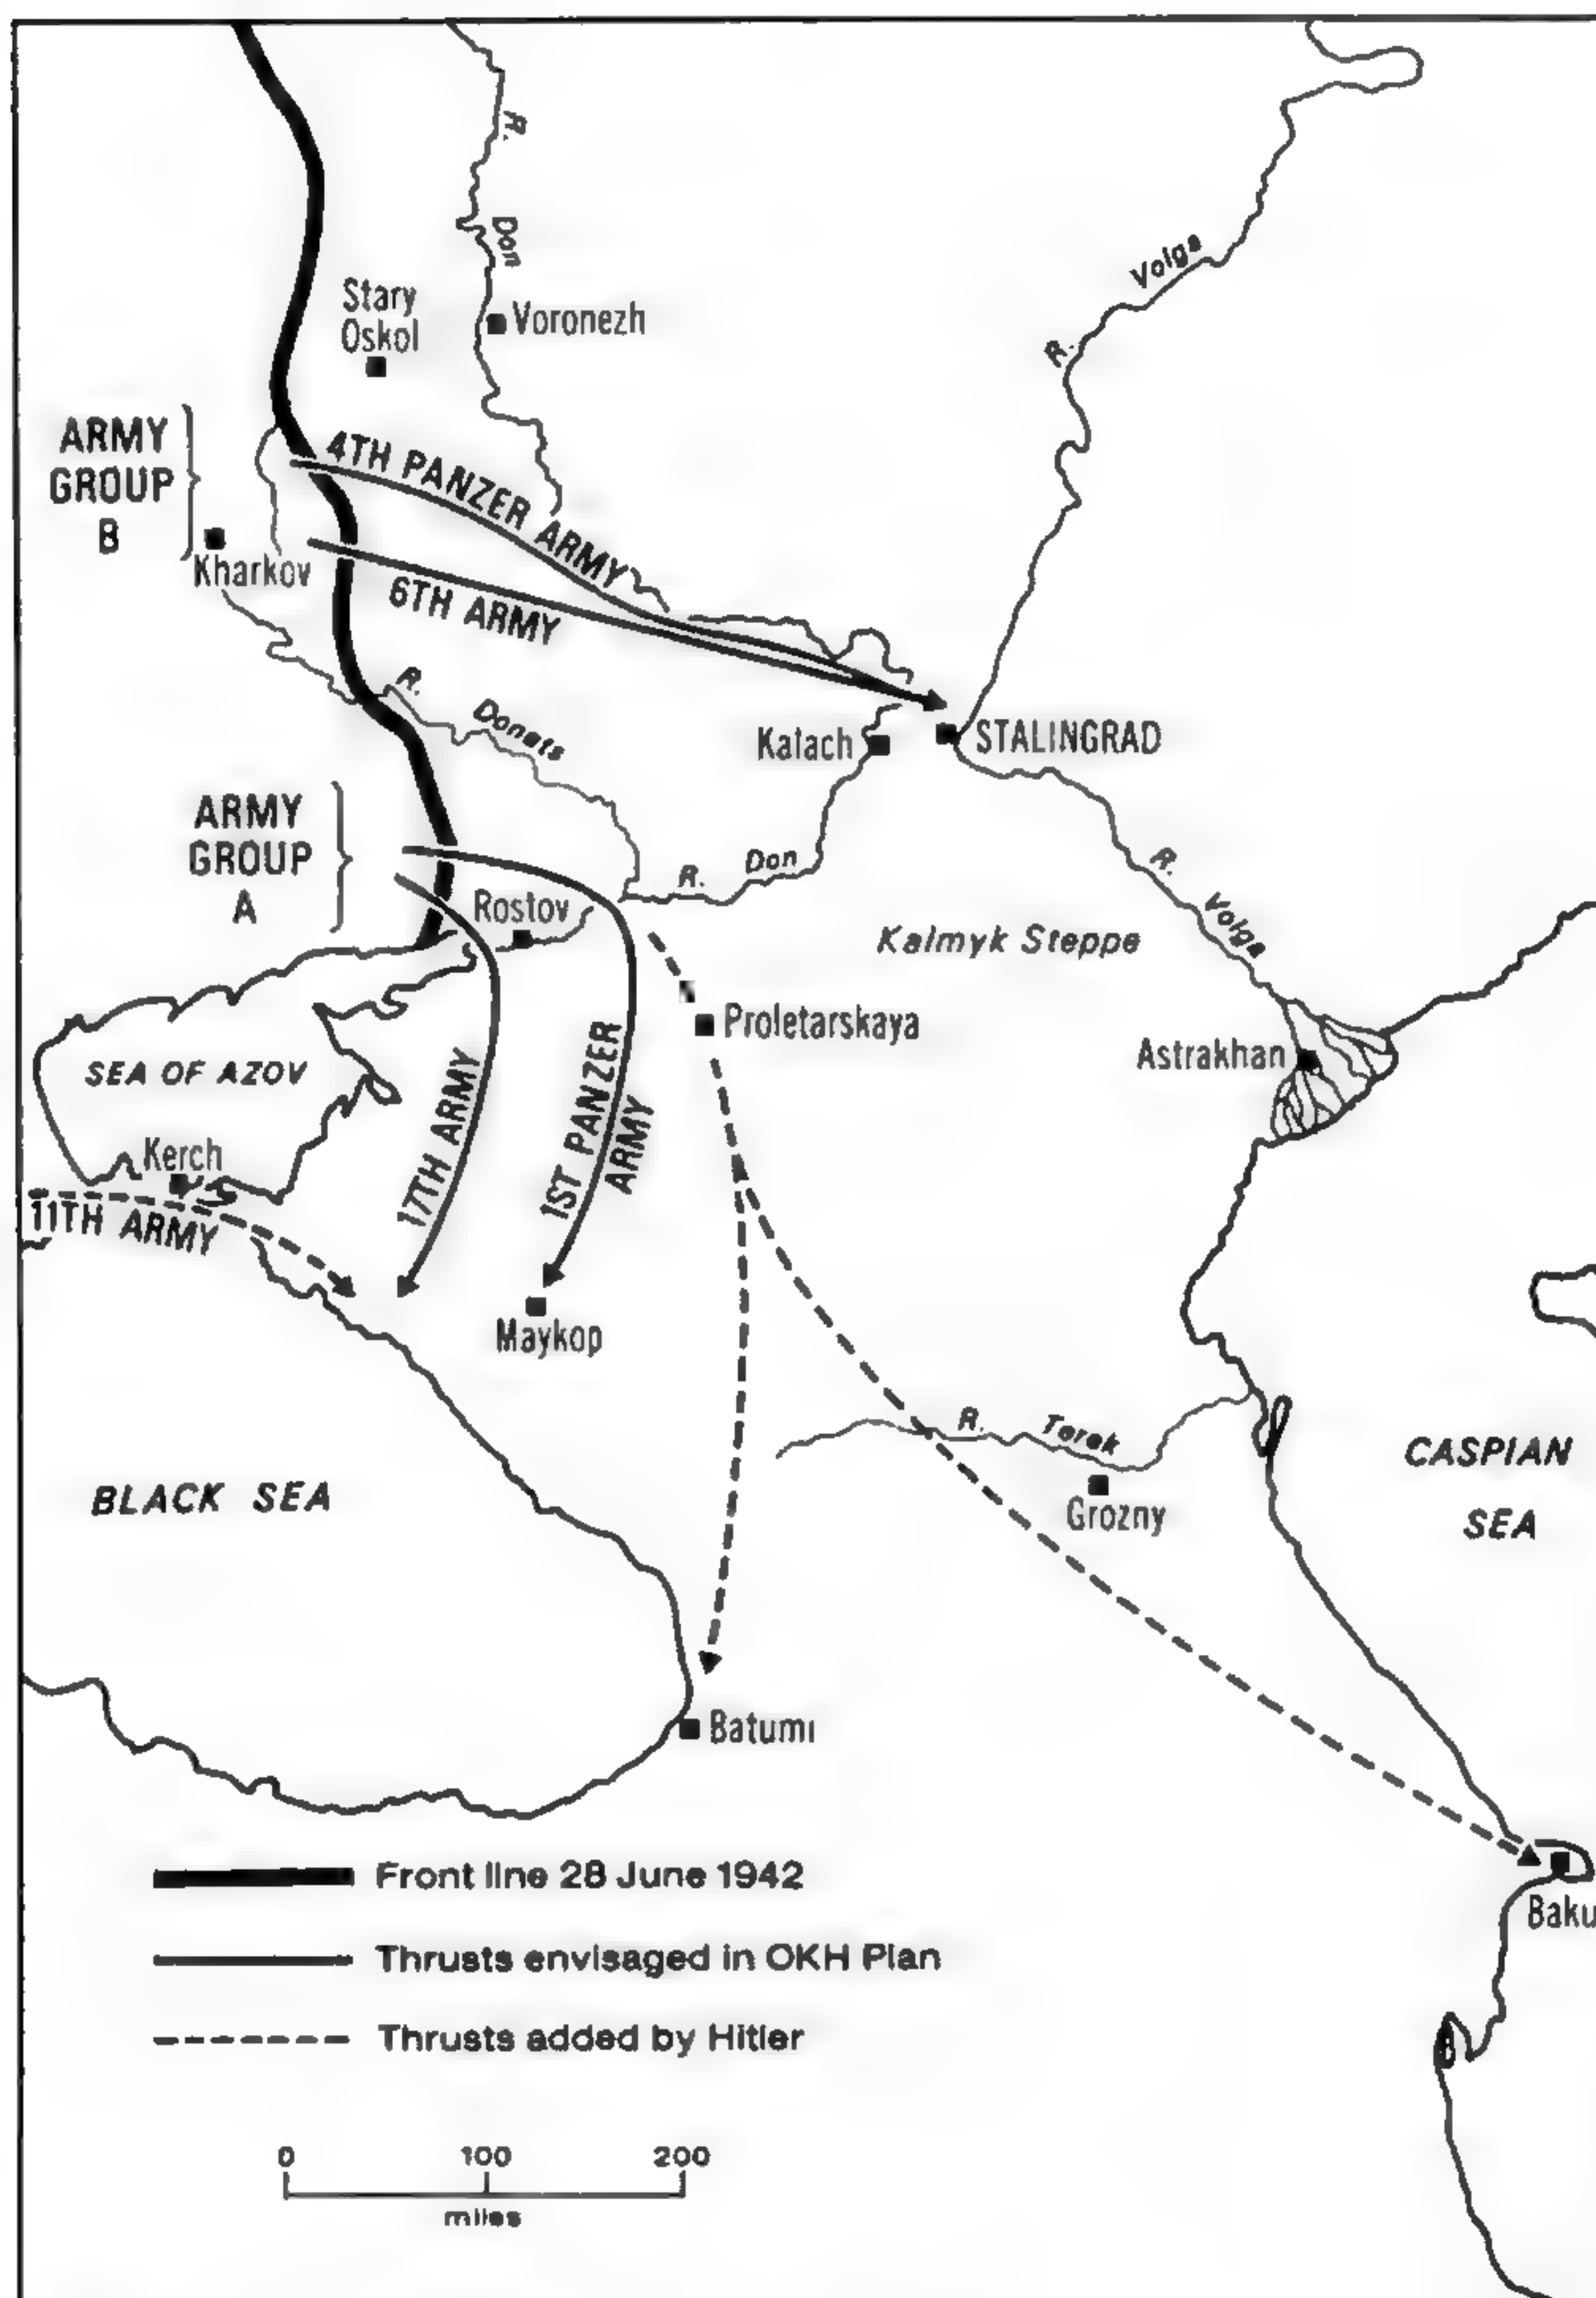 R.
Don
Volga
R.
Stary
Oskol
Voronezh
ARMY
GROUP
B
4TH PANZER ARMY
Kharkov
6TH ARMY
R.
Donets
Kalach
STALINGRAD
ARMY
GROUP
A
Rostov
R.
Don
R.
Volga
Kalmyk Steppe
Proletarskaya
Astrakhan
SEA OF AZOV
17TH ARMY
1ST PANZER
ARMY
Kerch
11TH ARMY
Maykop
R.
Terek
Grozny
CASPIAN
SEA
BLACK SEA
Batumi
Baku
Front line 28 June 1942
Thrusts envisaged in OKH Plan
Thrusts added by Hitler
0
100
200
miles